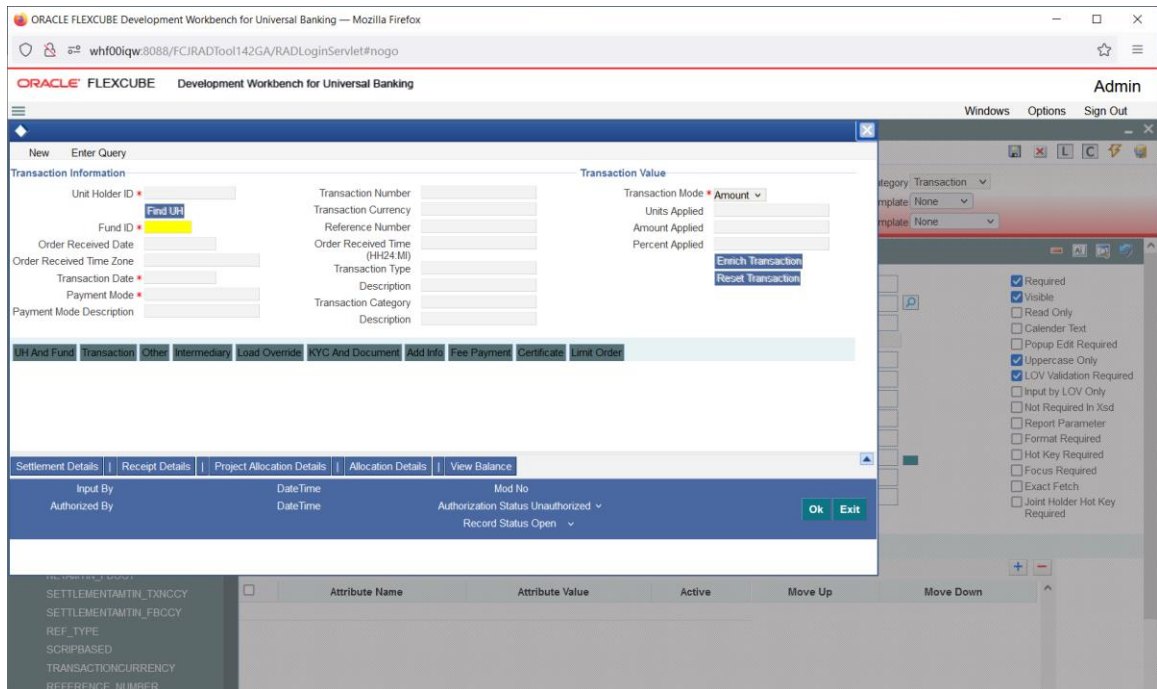 ORACLE FLEXCUBE Development Workbench for Universal Banking — Mozilla Firefox
whf00iqw:8088/FCJRADTool142GA/RADLoginServlet#nogo
ORACLE FLEXCUBE Development Workbench for Universal Banking
Admin
Windows Options Sign Out
New Enter Query
L C
Transaction Information
Transaction Value
Unit Holder ID *
Find UH
Fund ID *
Order Received Date
Order Received Time Zone
Transaction Date *
Payment Mode *
Payment Mode Description
Transaction Number
Transaction Currency
Reference Number
Order Received Time
(HH24:MI)
Transaction Type
Description
Transaction Category
Description
Transaction Mode * Amount
Units Applied
Amount Applied
Percent Applied
Enrich Transaction
Reset Transaction
UH And Fund Transaction Other Intermediary Load Override KYC And Document Add Info Fee Payment Certificate Limit Order
Settlement Details | Receipt Details | Project Allocation Details | Allocation Details | View Balance
Input By DateTime Mod No
Authorized By DateTime Authorization Status Unauthorized
Record Status Open
Ok Exit
tegory Transaction
mplate None
mplate None
Required
Visible
Read Only
Calender Text
Popup Edit Required
Uppercase Only
LOV Validation Required
Input by LOV Only
Not Required In Xsd
Report Parameter
Format Required
Hot Key Required
Focus Required
Exact Fetch
Joint Holder Hot Key
Required
+ −
Attribute Name Attribute Value Active Move Up Move Down
SETTLEMENTAMTIN_TXNCCY
SETTLEMENTAMTIN_FBCCY
REF_TYPE
SCRIPBASED
TRANSACTIONCURRENCY
REFERENCE_NUMBER